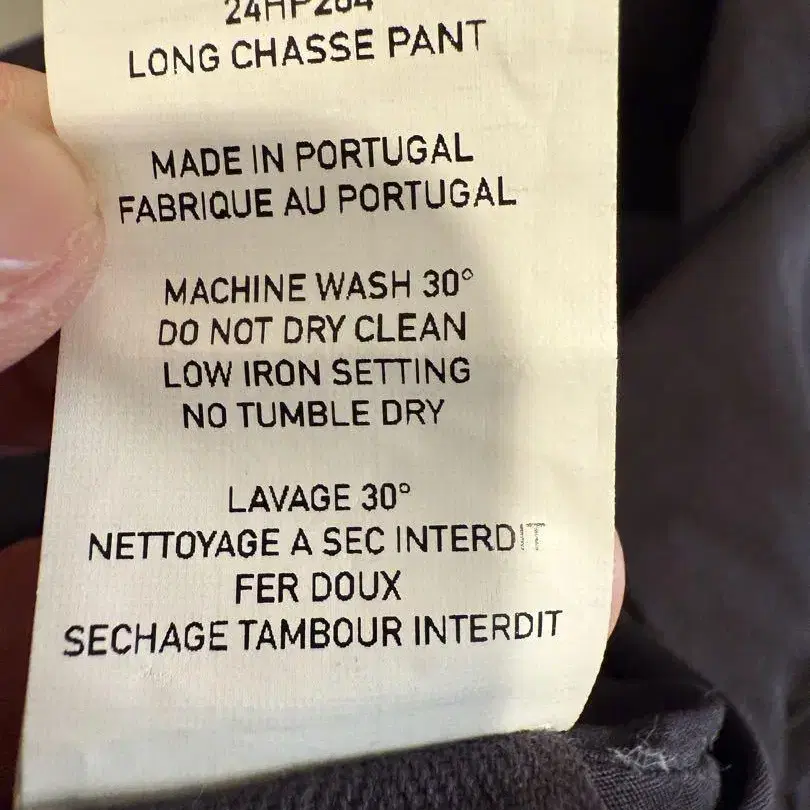 LONG CHASSE PANT
MADE IN PORTUGAL
FABRIQUE AU PORTUGAL
MACHINE WASH 30°
DO NOT DRY CLEAN
LOW IRON SETTING
NO TUMBLE DRY
LAVAGE 30°
NETTOYAGE A SEC INTERDIT
FER DOUX
SECHAGE TAMBOUR INTERDIT